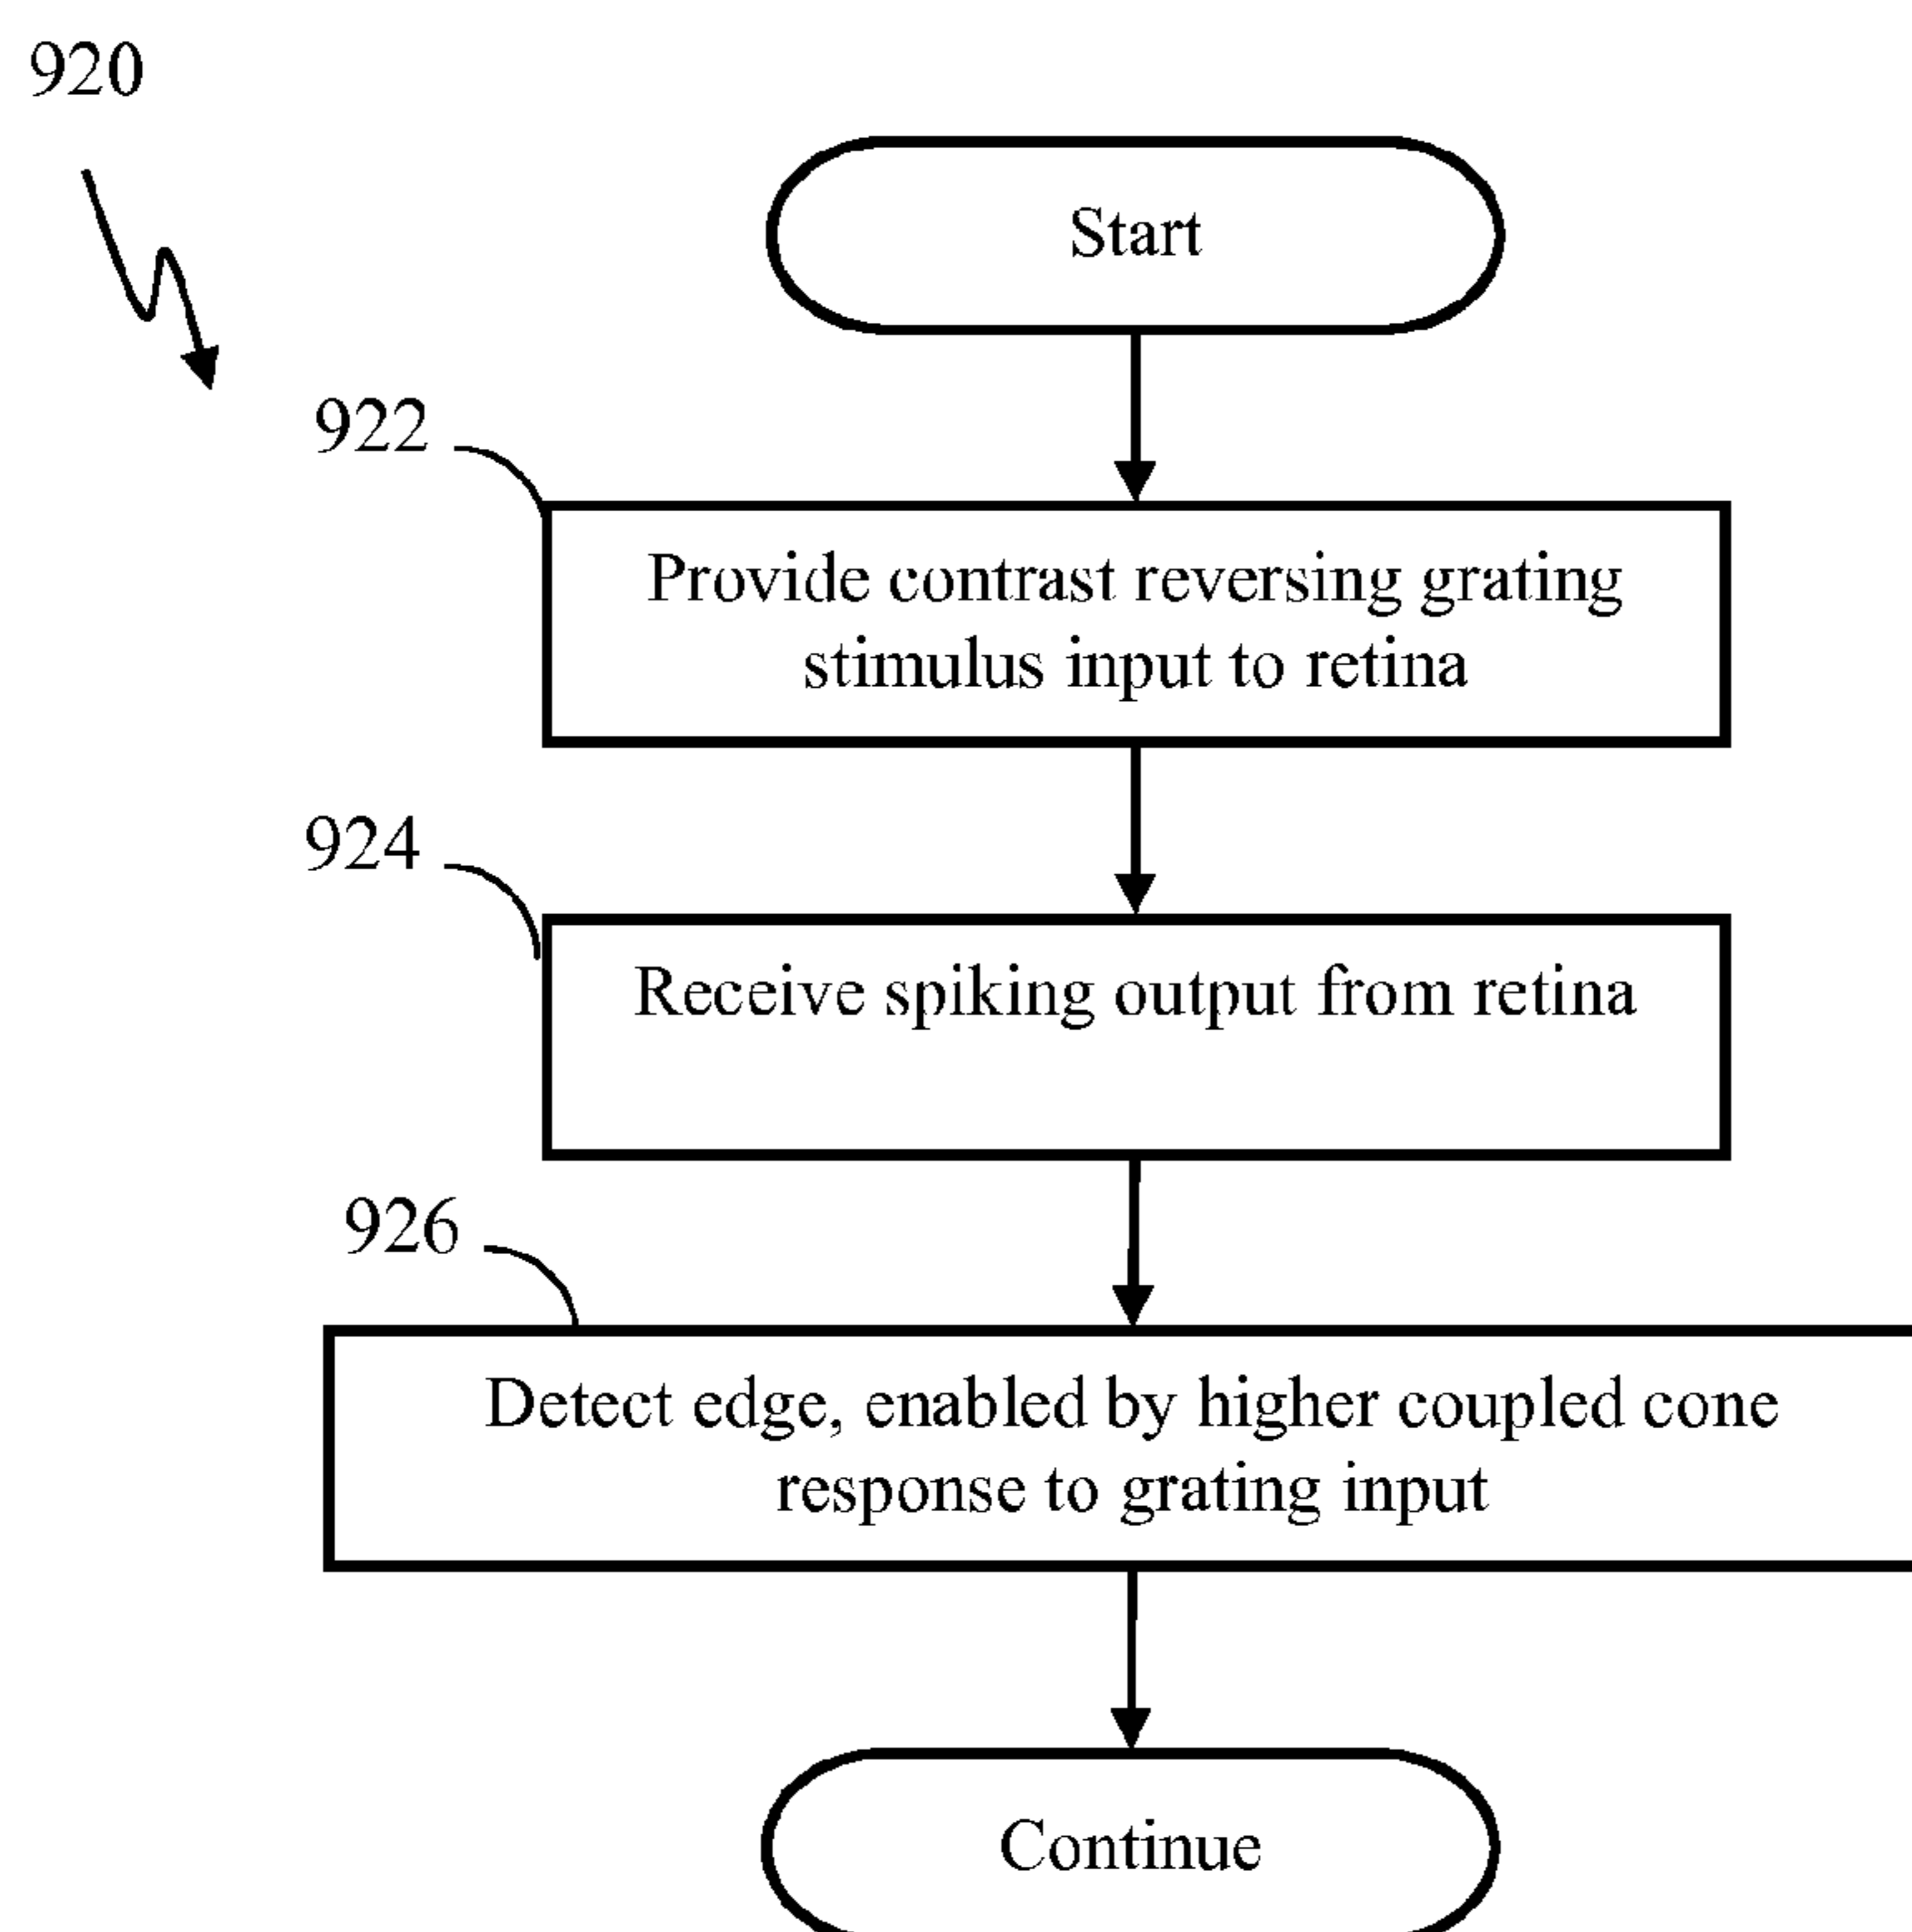 920
Start
922
Provide contrast reversing grating
stimulus input to retina
924
Receive spiking output from retina
926
Detect edge, enabled by higher coupled cone
response to grating input
Continue